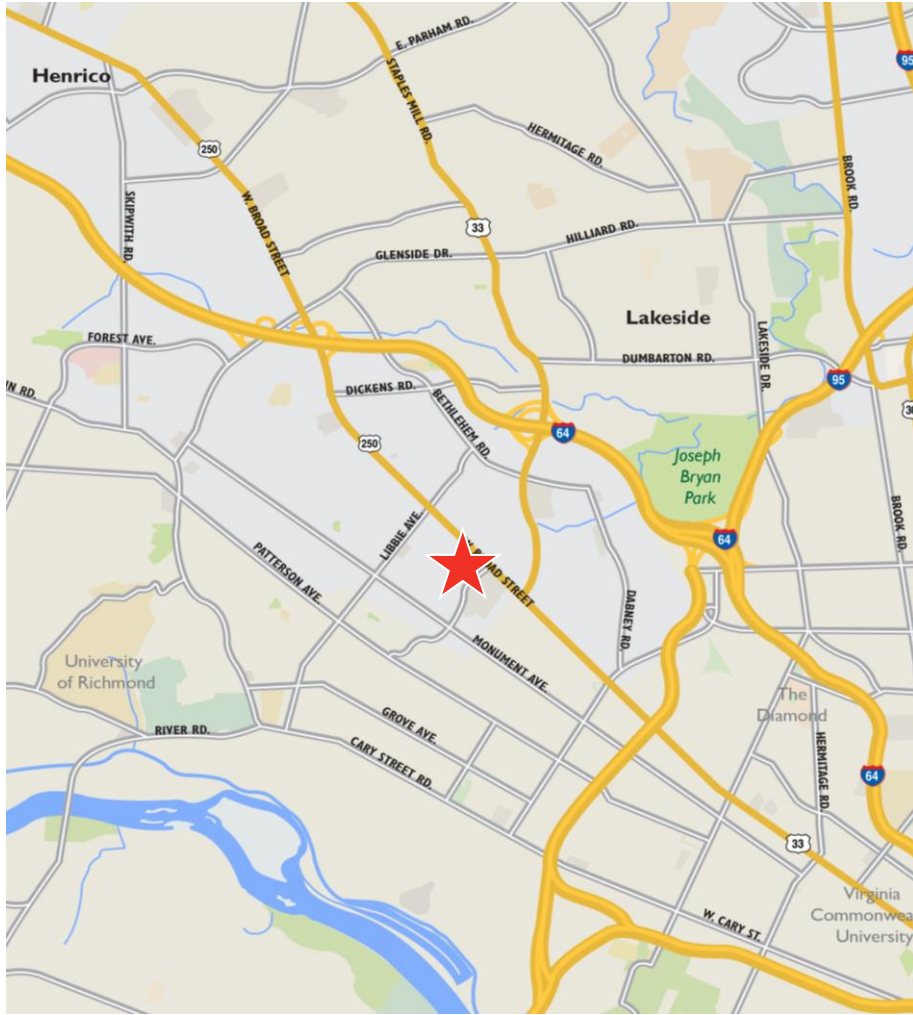 E. PARHAM RD.
95
Henrico
STAPLES MILL RD.
HERMITAGE RD.
250
BROOK RD.
SKIPWITH RD.
W. BROAD STREET
33
HILLIARD RD.
GLENSIDE DR.
Lakeside
FOREST AVE.
LAKESIDE DR.
DUMBARTON RD.
95
DICKENS RD.
BETHLEHEM RD.
250
64
Joseph
Bryan
Park
BROOK RD.
LIBBIE AVE.
64
PATTERSON AVE.
STREET
DABNEY RD.
MONUMENT AVE.
University
of Richmond
The
Diamond
GROVE AVE.
RIVER RD.
CARY STREET RD.
HERMITAGE RD.
64
33
Virginia
University
W. CARY ST.